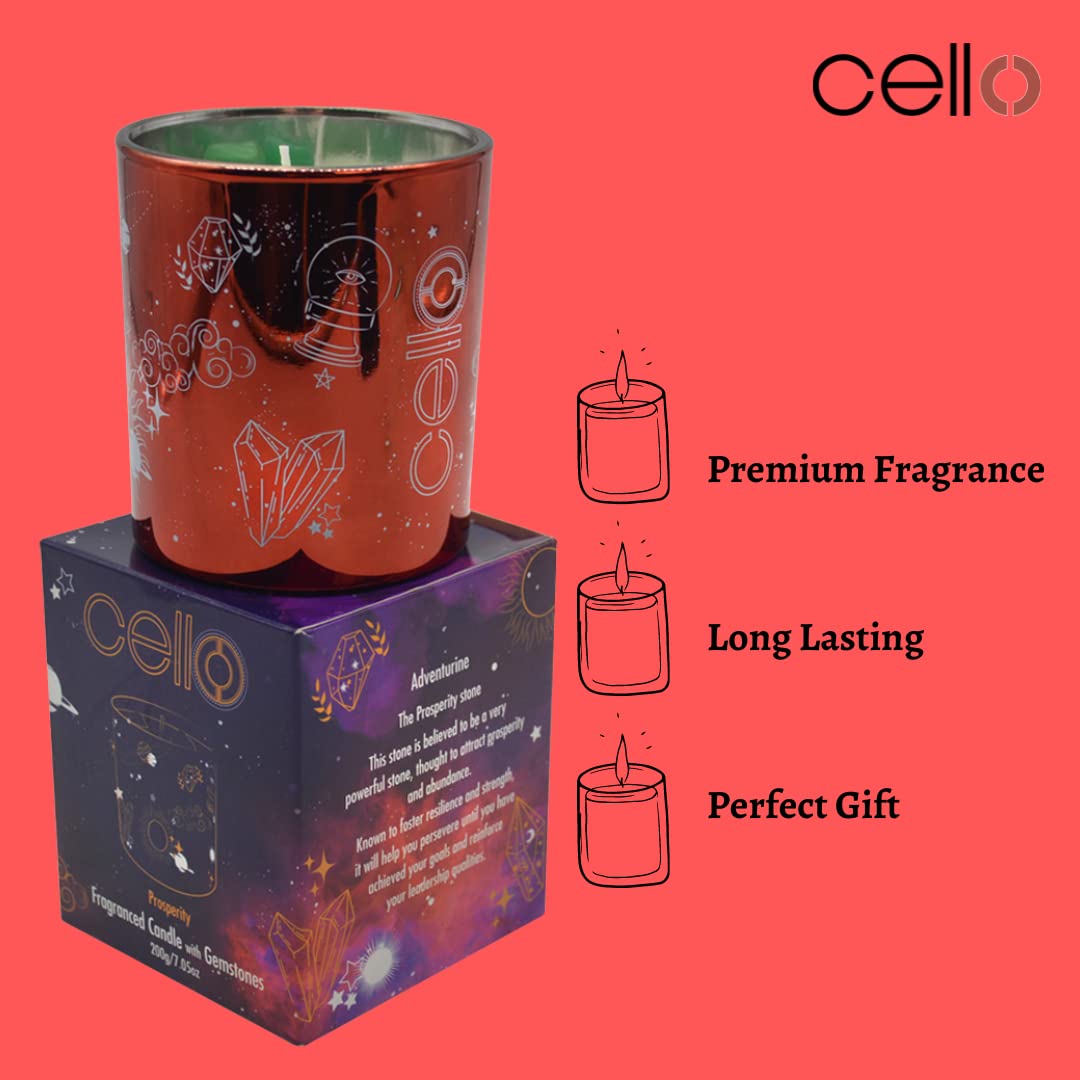 cello
cello
cello
Prosperity
Fragranced Candle with Gemstones
200g/7.05oz
Adventurine
The Prosperity stone
This stone is believed to be a very
powerful stone, thought to attract prosperity
and abundance.
Known to foster resilience and strength,
it will help you persevere until you have
achieved your goals and reinforce
your leadership qualities.
Premium Fragrance
Long Lasting
Perfect Gift